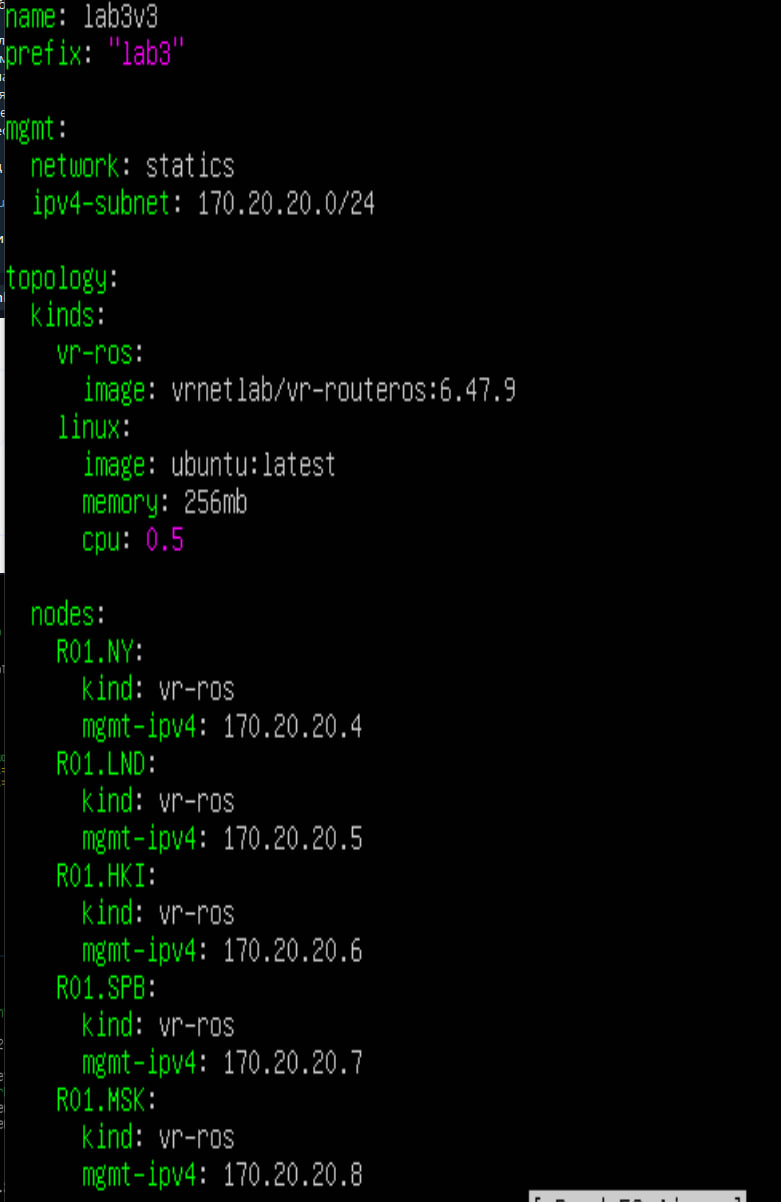 name: lab3v3
prefix: "lab3"
mgmt:
  network: statics
  ipv4-subnet: 170.20.20.0/24
topology:
  kinds:
    vr-ros:
      image: vrnetlab/vr-routeros:6.47.9
    linux:
      image: ubuntu:latest
      memory: 256mb
      cpu: 0.5
  nodes:
    R01.NY:
      kind: vr-ros
      mgmt-ipv4: 170.20.20.4
    R01.LND:
      kind: vr-ros
      mgmt-ipv4: 170.20.20.5
    R01.HKI:
      kind: vr-ros
      mgmt-ipv4: 170.20.20.6
    R01.SPB:
      kind: vr-ros
      mgmt-ipv4: 170.20.20.7
    R01.MSK:
      kind: vr-ros
      mgmt-ipv4: 170.20.20.8